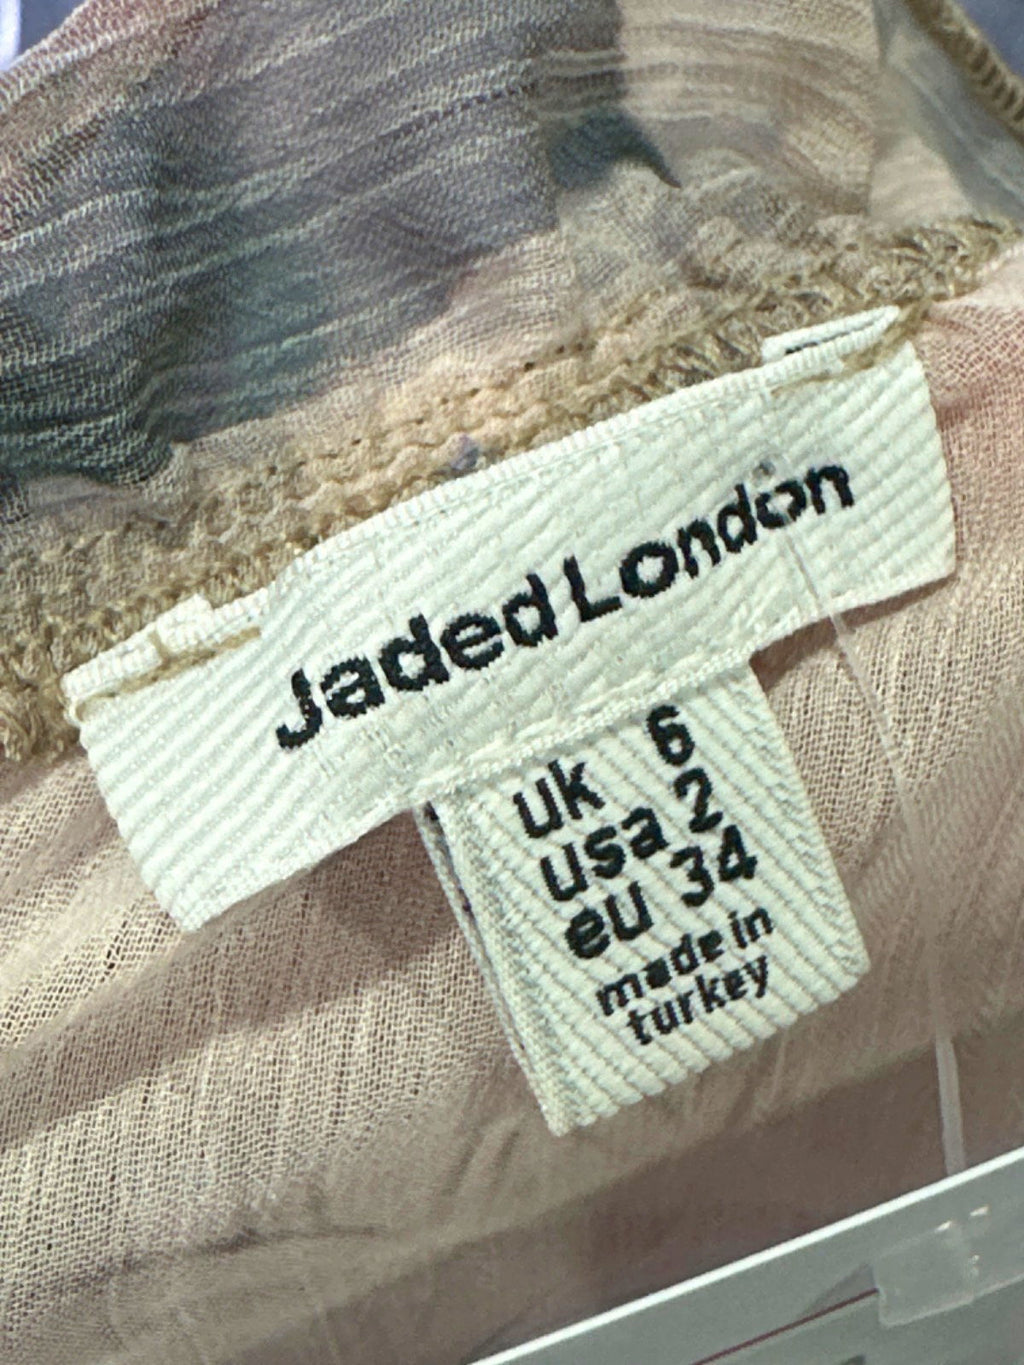 Jaded London
uk 6
usa 2
eu 34
made in
turkey